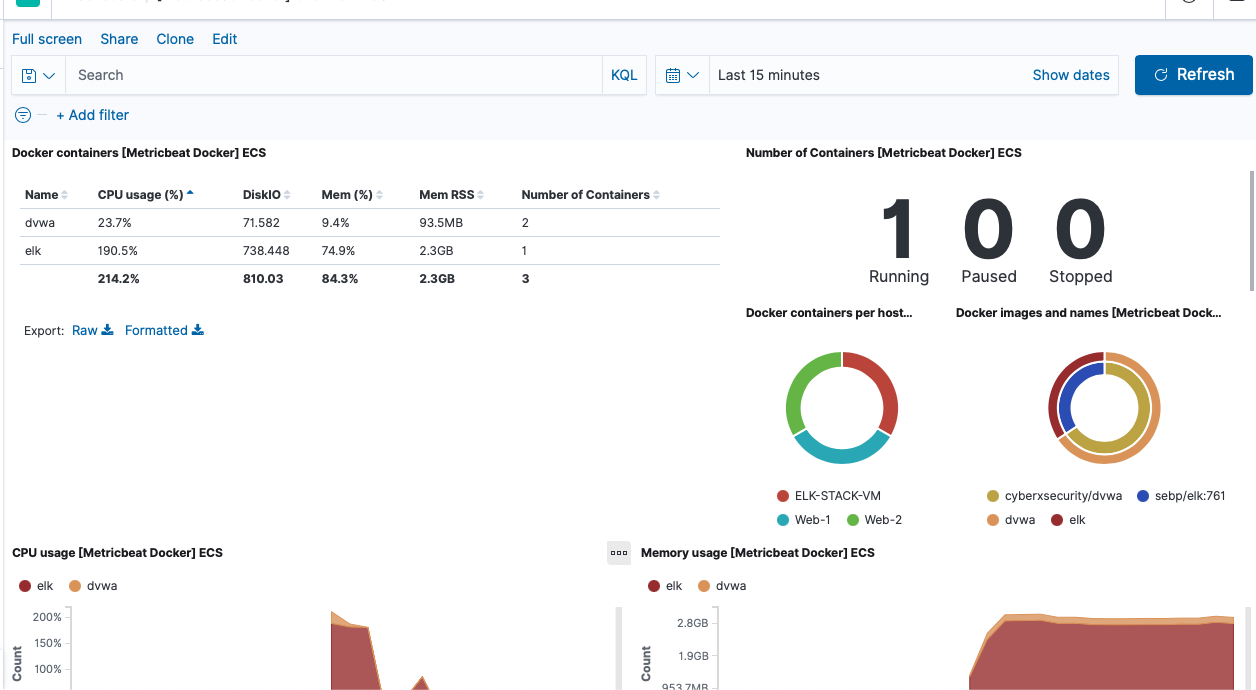 Full screen Share Clone Edit
Search KQL Last 15 minutes Show dates Refresh
+ Add filter
Docker containers [Metricbeat Docker] ECS
Name CPU usage (%) DiskIO Mem (%) Mem RSS Number of Containers
dvwa 23.7% 71.582 9.4% 93.5MB 2
elk 190.5% 738.448 74.9% 2.3GB 1
214.2% 810.03 84.3% 2.3GB 3
Export: Raw Formatted
Number of Containers [Metricbeat Docker] ECS
1 0 0
Running Paused Stopped
Docker containers per host...
ELK-STACK-VM
Web-1 Web-2
Docker images and names [Metricbeat Dock...
cyberxsecurity/dvwa sebp/elk:761
dvwa elk
CPU usage [Metricbeat Docker] ECS
elk dvwa
200%
150%
100%
Count
Memory usage [Metricbeat Docker] ECS
elk dvwa
2.8GB
1.9GB
953.7MB
Count